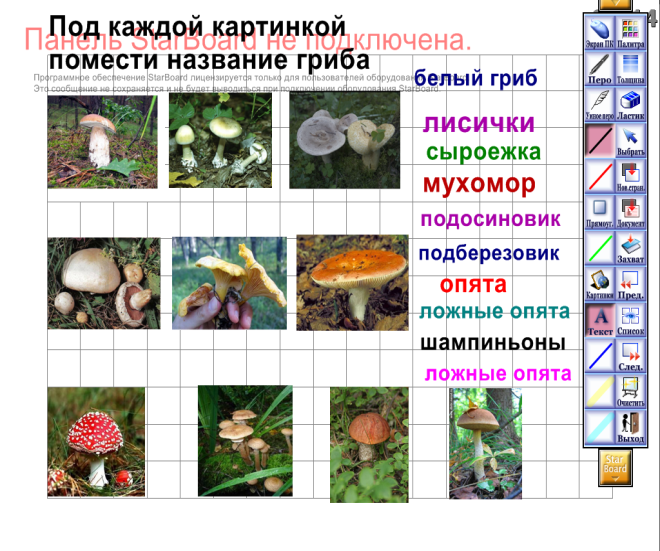 Под каждой картинкой
Панель StarBoard не подключена.
помести название гриба
Программное обеспечение StarBoard лицензируется только для пользователей оборудования
Это сообщение не сохраняется и не будет выводиться при подключении оборудования StarBoard.
белый гриб
лисички
сыроежка
мухомор
подосиновик
подберезовик
опята
ложные опята
шампиньоны
ложные опята
4
Экран ПК Палитра
Перо Толщина
Умное перо Ластик
Выбрать
Нов.стран.
Прямоуг. Документ
Захват
Картинки Пред.
Текст Список
След.
Очистить
Выход
Star
Board